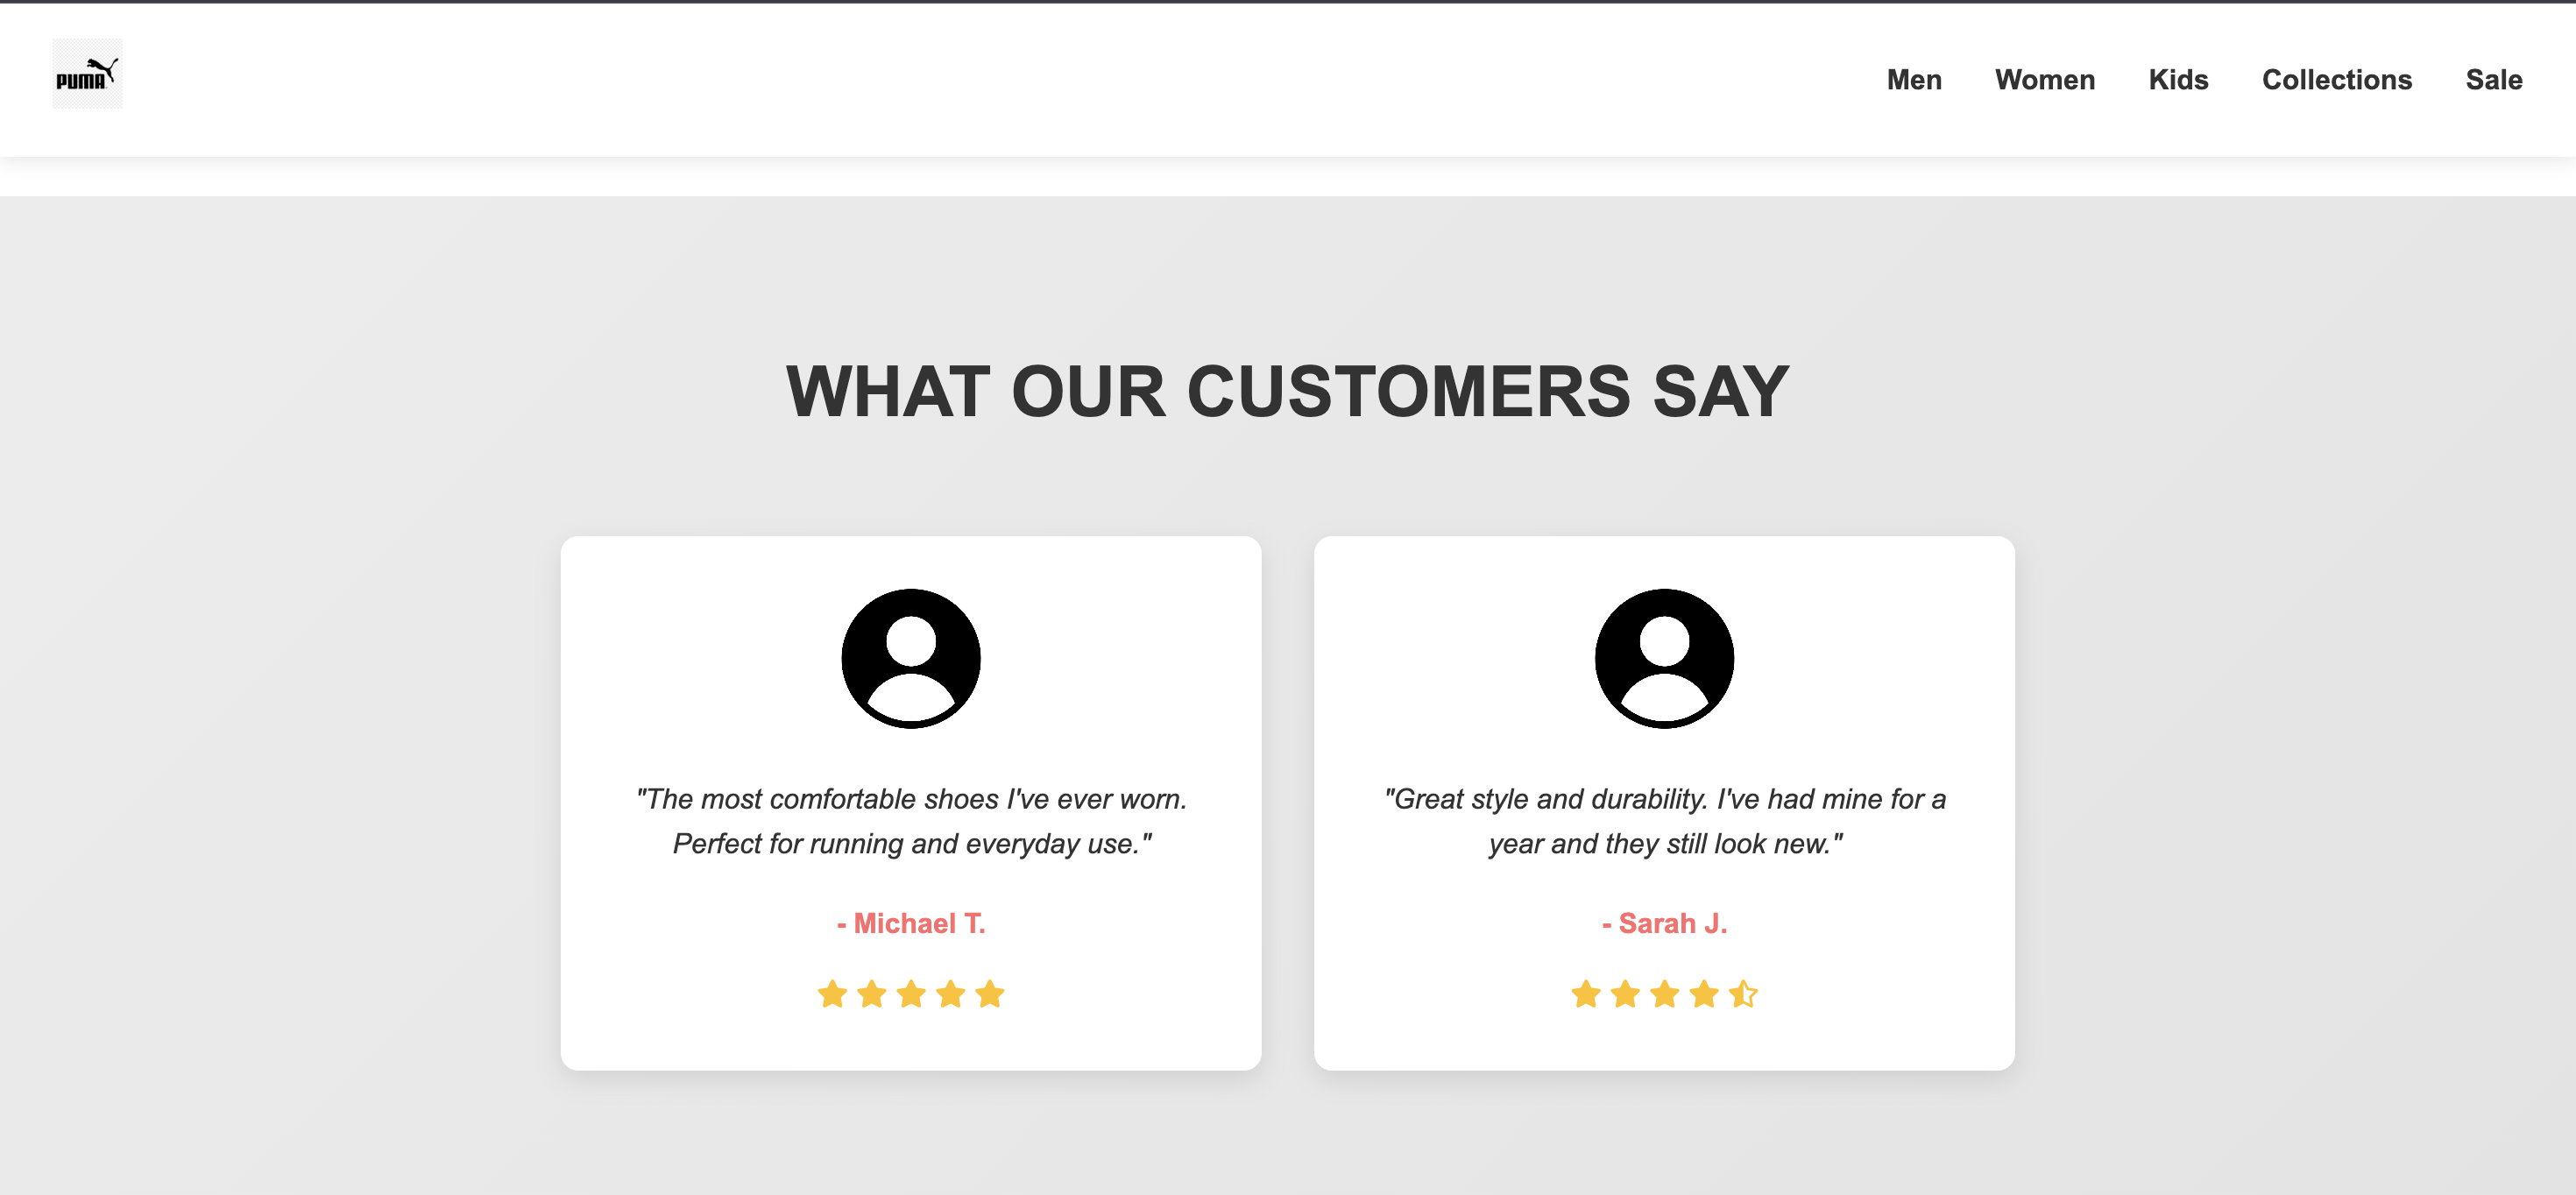 PUMA
Men Women Kids Collections Sale
WHAT OUR CUSTOMERS SAY
"The most comfortable shoes I've ever worn.
Perfect for running and everyday use."
- Michael T.
"Great style and durability. I've had mine for a
year and they still look new."
- Sarah J.